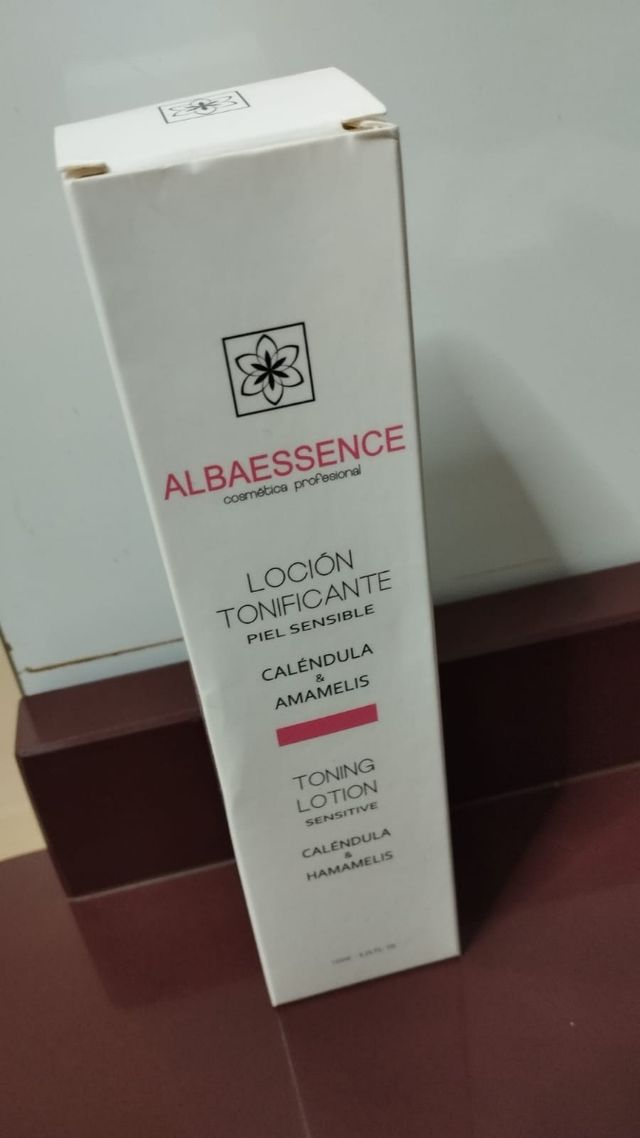 ALBAESSENCE
cosmética profesional
LOCIÓN
TONIFICANTE
PIEL SENSIBLE
CALÉNDULA
&
AMAMELIS
TONING
LOTION
SENSITIVE
CALÉNDULA
&
HAMAMELIS